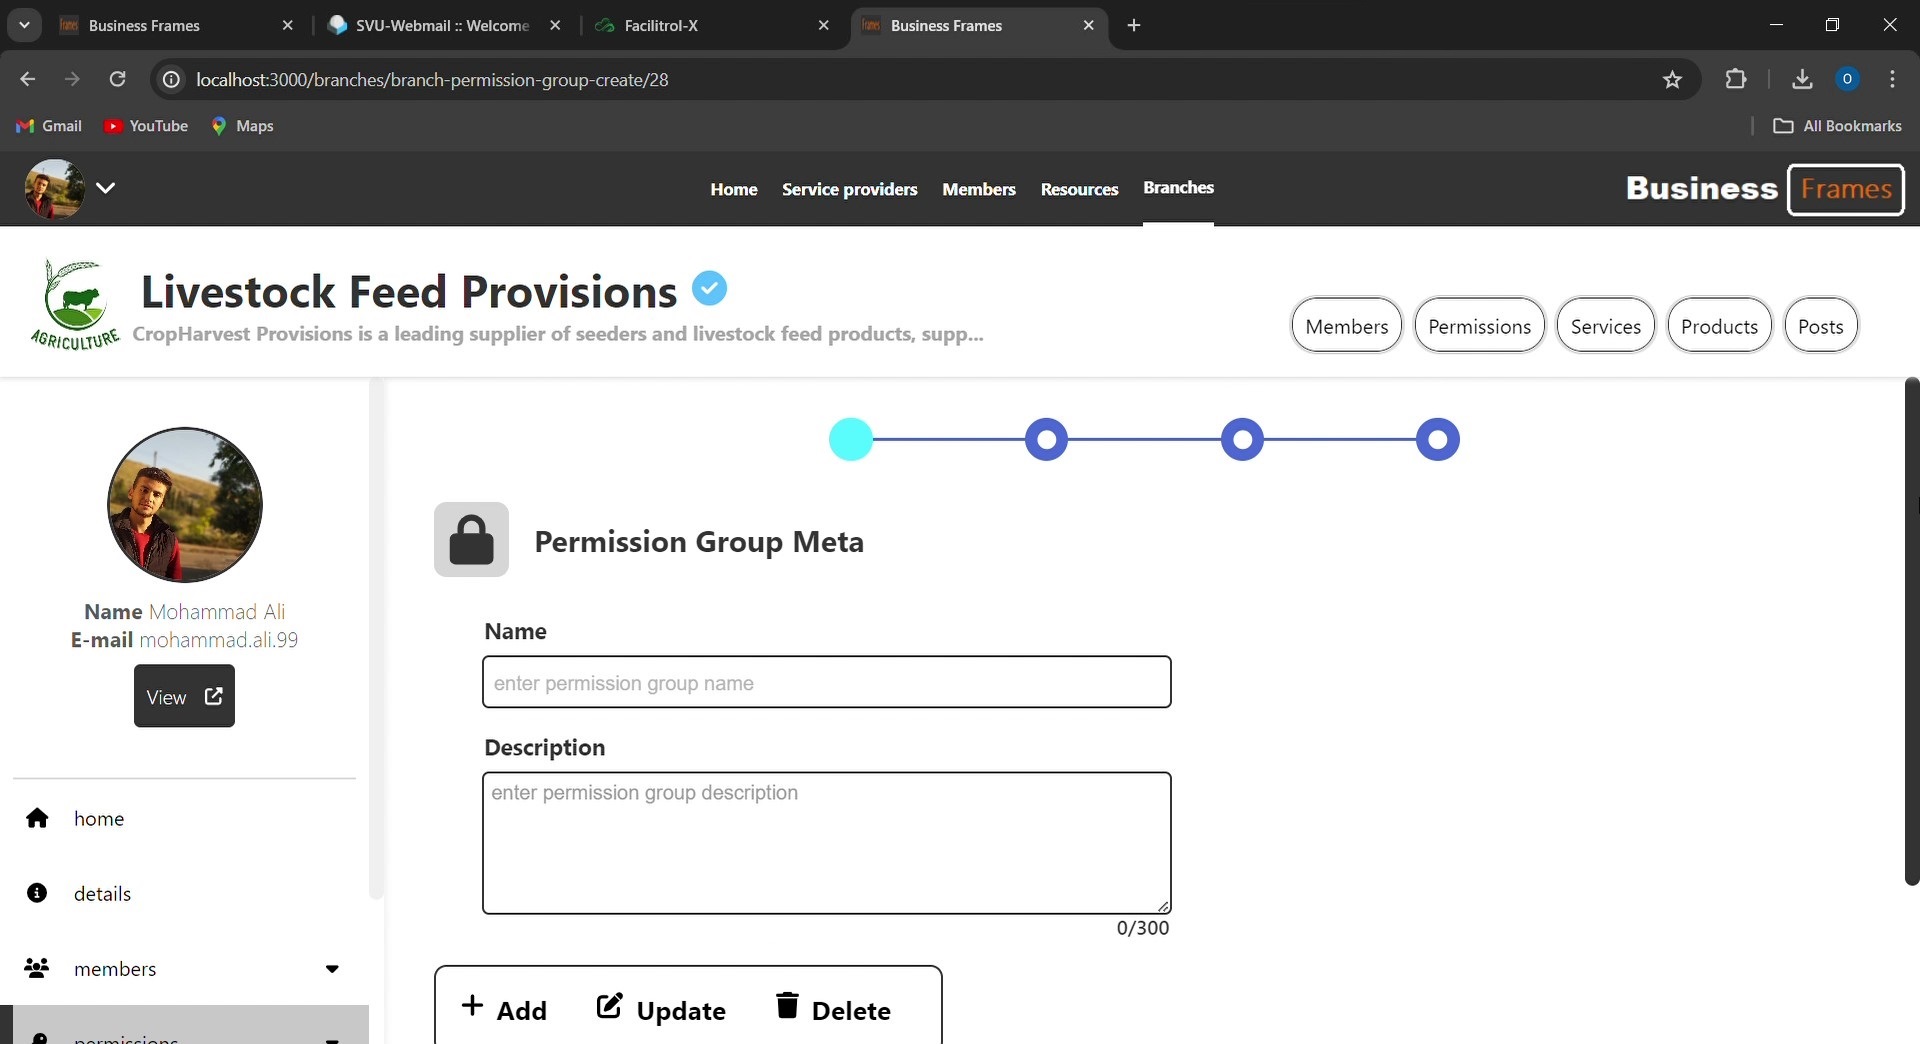 Business Frames
SVU-Webmail :: Welcome
Facilitrol-X
Business Frames
localhost:3000/branches/branch-permission-group-create/28
O
Gmail
YouTube
Maps
All Bookmarks
Home
Service providers
Members
Resources
Branches
Business Frames
AGRICULTURE
Livestock Feed Provisions
CropHarvest Provisions is a leading supplier of seeders and livestock feed products, supp...
Members
Permissions
Services
Products
Posts
Name Mohammad Ali
E-mail mohammad.ali.99
View
home
details
members
permissions
Permission Group Meta
Name
enter permission group name
Description
enter permission group description
0/300
Add
Update
Delete